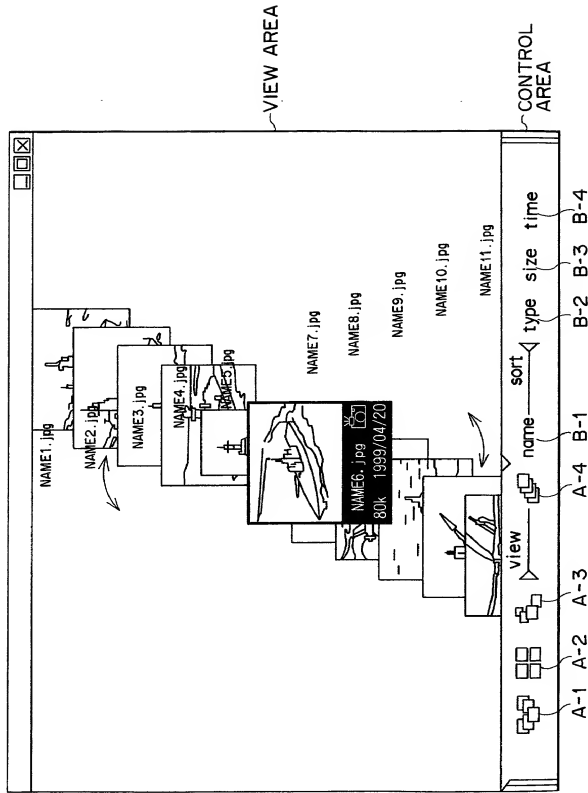 VIEW AREA
NAME1.jpg
NAME2.jpg
NAME3.jpg
NAME4.jpg
NAME5.jpg
NAME6.jpg
80k 1999/04/20
NAME7.jpg
NAME8.jpg
NAME9.jpg
NAME10.jpg
NAME11.jpg
CONTROL
AREA
view
sort
name type size time
A-1 A-2 A-3 A-4 B-1 B-2 B-3 B-4